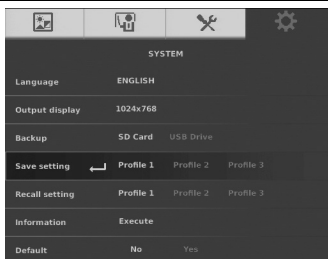 SYSTEM
Language ENGLISH
Output display 1024x768
Backup SD Card USB Drive
Save setting Profile 1 Profile 2 Profile 3
Recall setting Profile 1 Profile 2 Profile 3
Information Execute
Default No Yes